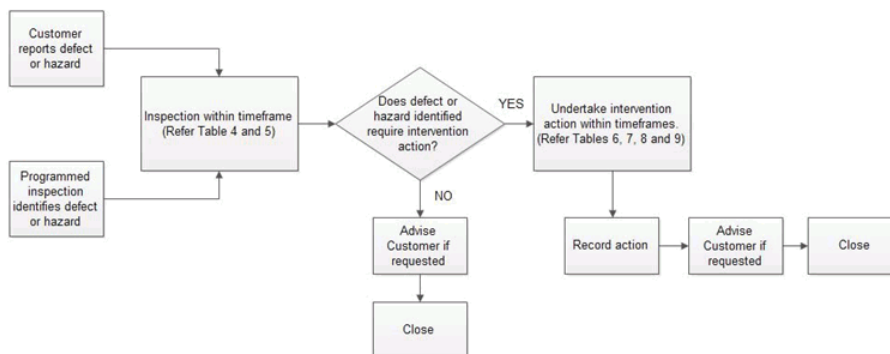 Customer
reports defect
or hazard
Programmed
inspection
identifies defect
or hazard
Inspection within timeframe
(Refer Table 4 and 5)
Does defect or
hazard identified
require intervention
action?
YES
NO
Undertake intervention
action within timeframes.
(Refer Tables 6, 7, 8 and 9)
Advise
Customer if
requested
Close
Record action
Advise
Customer if
requested
Close